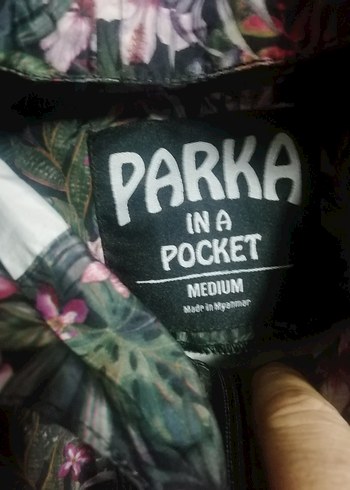 PARKA
IN A
POCKET
MEDIUM
Made in Myanmar